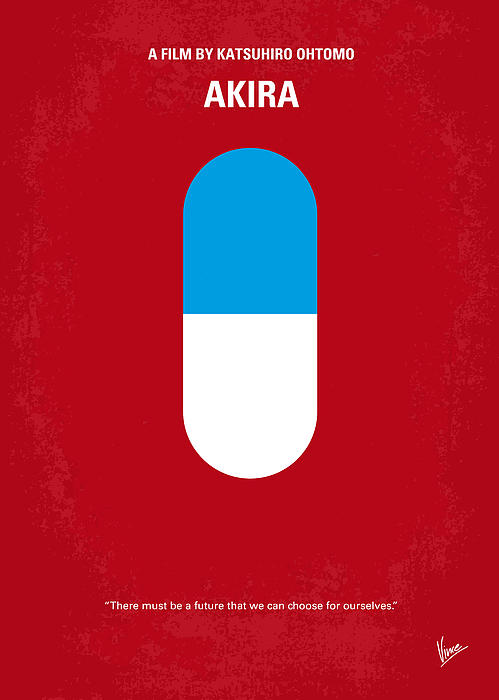 A FILM BY KATSUHIRO OHTOMO
AKIRA
“There must be a future that we can choose for ourselves.”
Vince